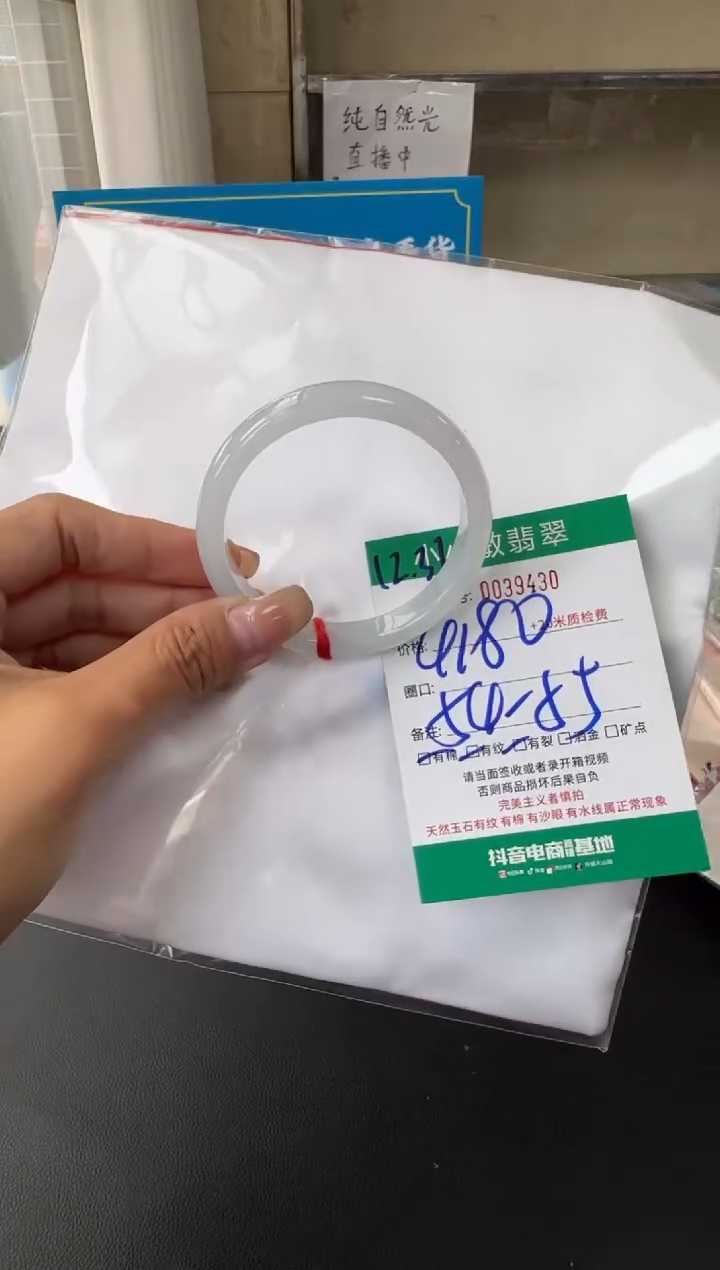 纯自然光
直播中
翡翠
12.31
0039430
价格: 4180 +20米质检费
圈口: 54-55
备注:
有棉 有纹 有裂 洒金 矿点
请当面签收或者录开箱视频
否则商品损坏后果自负
完美主义者慎拍
天然玉石有纹 有棉 有沙眼 有水线属正常现象
抖音电商 基地